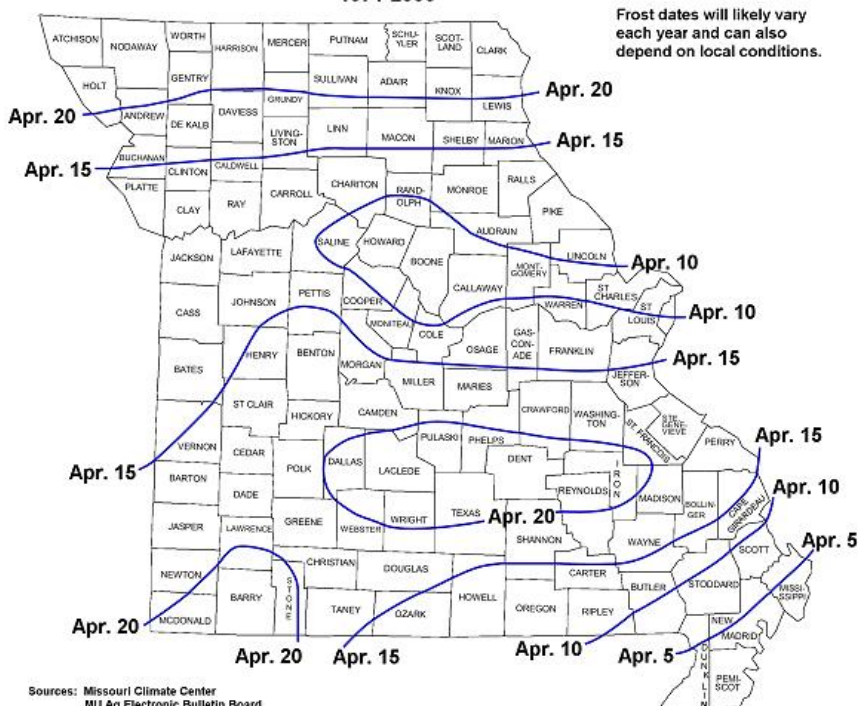 Frost dates will likely vary
each year and can also
depend on local conditions.
ATCHISON
NODAWAY
WORTH
HARRISON
MERCER
PUTNAM
SCHU-
YLER
SCOT-
LAND
CLARK
HOLT
GENTRY
SULLIVAN
ADAIR
KNOX
LEWIS
GRUNDY
Apr. 20
Apr. 20
ANDREW
DE KALB
DAVIESS
LIVING-
STON
LINN
MACON
SHELBY
MARION
Apr. 15
Apr. 15
BUCHANAN
CLINTON
CALDWELL
PLATTE
CLAY
RAY
CARROLL
CHARITON
RAND-
OLPH
MONROE
RALLS
PIKE
AUDRAIN
JACKSON
LAFAYETTE
SALINE
HOWARD
BOONE
CALLAWAY
MONT-
GOMERY
LINCOLN
Apr. 10
CASS
JOHNSON
PETTIS
COOPER
MONITEAU
COLE
OSAGE
GAS-
CON-
ADE
WARREN
ST
CHARLES
ST
LOUIS
Apr. 10
FRANKLIN
JEFFER-
SON
Apr. 15
BATES
HENRY
BENTON
MORGAN
MILLER
MARIES
ST CLAIR
HICKORY
CAMDEN
PULASKI
PHELPS
CRAWFORD
WASHING-
TON
ST. FRANCOIS
STE.
GENE-
VIEVE
PERRY
Apr. 15
Apr. 15
VERNON
CEDAR
POLK
DALLAS
LACLEDE
DENT
IRON
REYNOLDS
MADISON
BOLLIN-
GER
CAPE
GIRARDEAU
Apr. 10
BARTON
DADE
JASPER
LAWRENCE
GREENE
WEBSTER
WRIGHT
TEXAS
Apr. 20
SHANNON
WAYNE
SCOTT
Apr. 5
NEWTON
BARRY
STONE
CHRISTIAN
DOUGLAS
HOWELL
CARTER
BUTLER
STODDARD
MISS-
ISSIPPI
MCDONALD
TANEY
OZARK
OREGON
RIPLEY
NEW
MADRID
DUNKLIN
PEMI-
SCOT
Apr. 20
Apr. 20
Apr. 15
Apr. 10
Apr. 5
Sources: Missouri Climate Center
MU Ag Electronic Bulletin Board